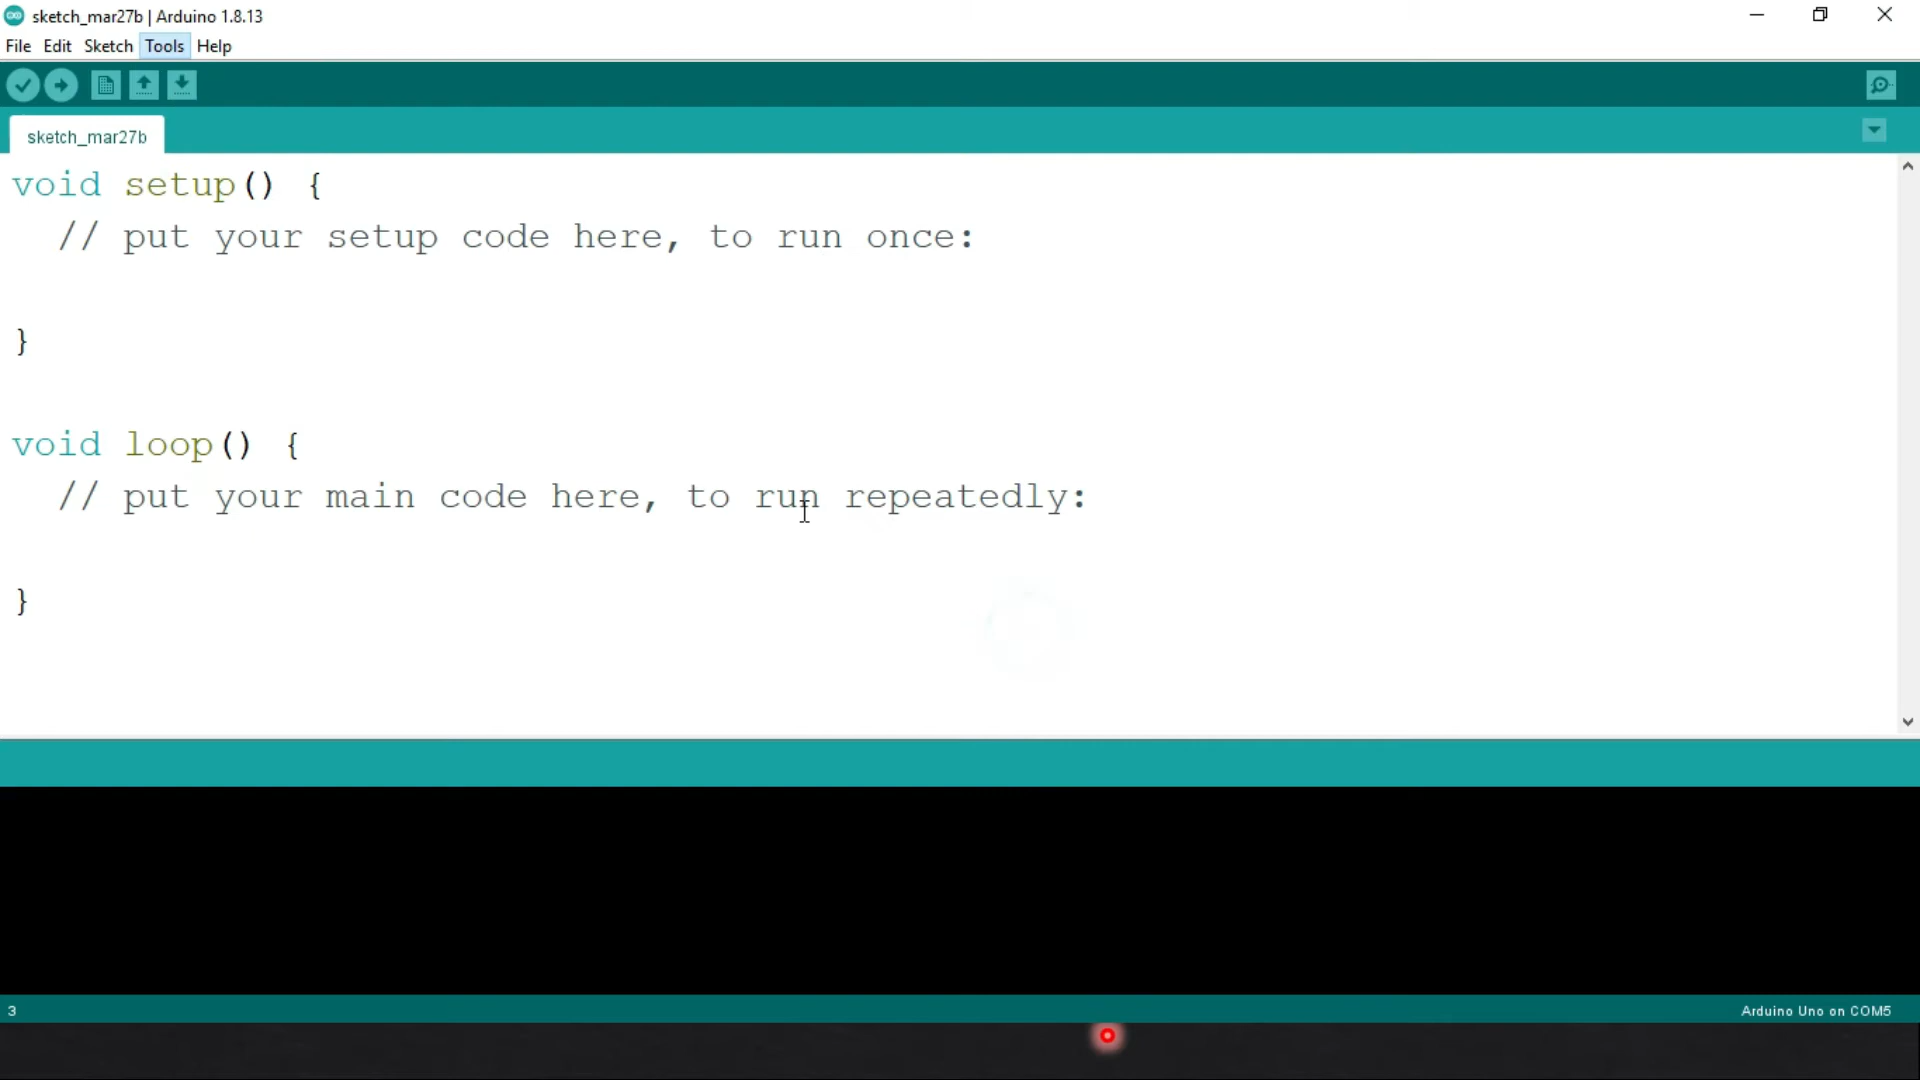 sketch_mar27b | Arduino 1.8.13
File Edit Sketch Tools Help
sketch_mar27b
void setup() {
// put your setup code here, to run once:
}
void loop() {
// put your main code here, to run repeatedly:
}
3
Arduino Uno on COM5